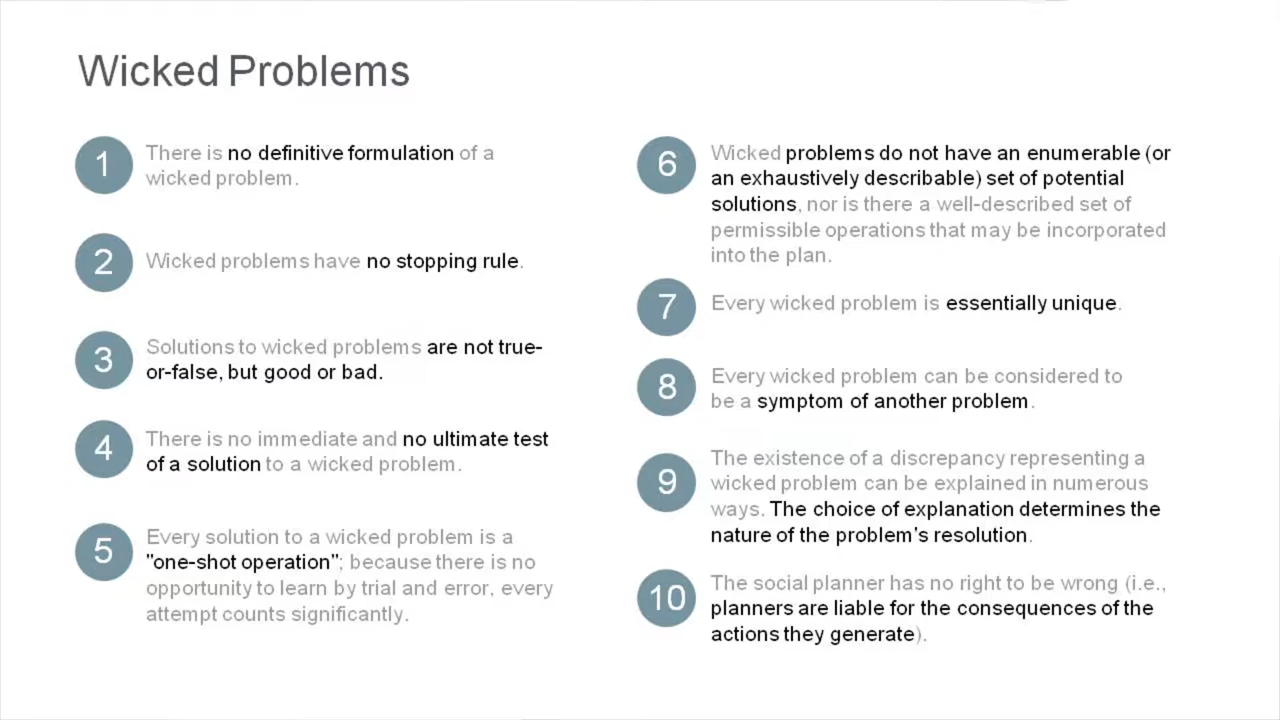 Wicked Problems
1
There is no definitive formulation of a
wicked problem.
2
Wicked problems have no stopping rule.
3
Solutions to wicked problems are not true-
or-false, but good or bad.
4
There is no immediate and no ultimate test
of a solution to a wicked problem.
5
Every solution to a wicked problem is a
"one-shot operation"; because there is no
opportunity to learn by trial and error, every
attempt counts significantly.
6
Wicked problems do not have an enumerable (or
an exhaustively describable) set of potential
solutions, nor is there a well-described set of
permissible operations that may be incorporated
into the plan.
7
Every wicked problem is essentially unique.
8
Every wicked problem can be considered to
be a symptom of another problem.
9
The existence of a discrepancy representing a
wicked problem can be explained in numerous
ways. The choice of explanation determines the
nature of the problem's resolution.
10
The social planner has no right to be wrong (i.e.,
planners are liable for the consequences of the
actions they generate).